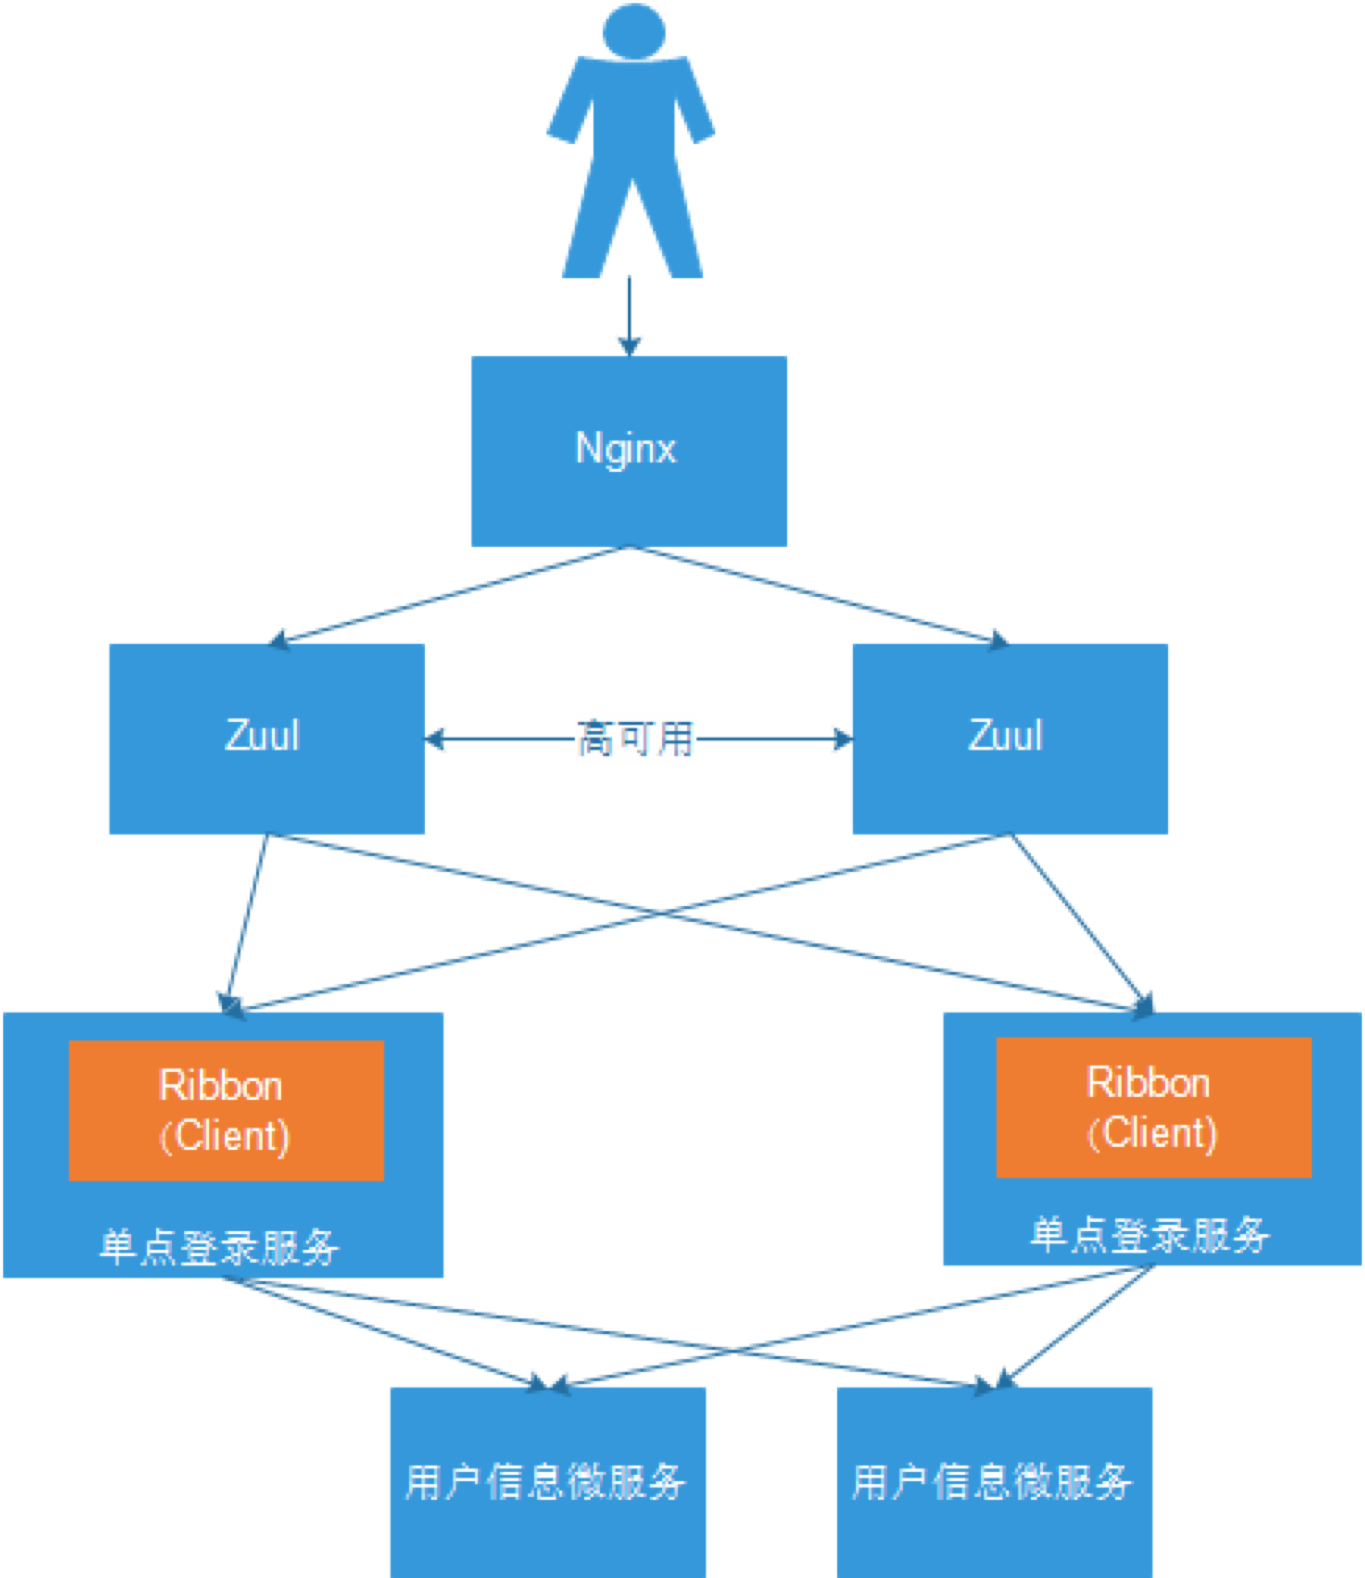 Nginx
Zuul
高可用
Zuul
Ribbon
(Client)
单点登录服务
Ribbon
(Client)
单点登录服务
用户信息微服务
用户信息微服务